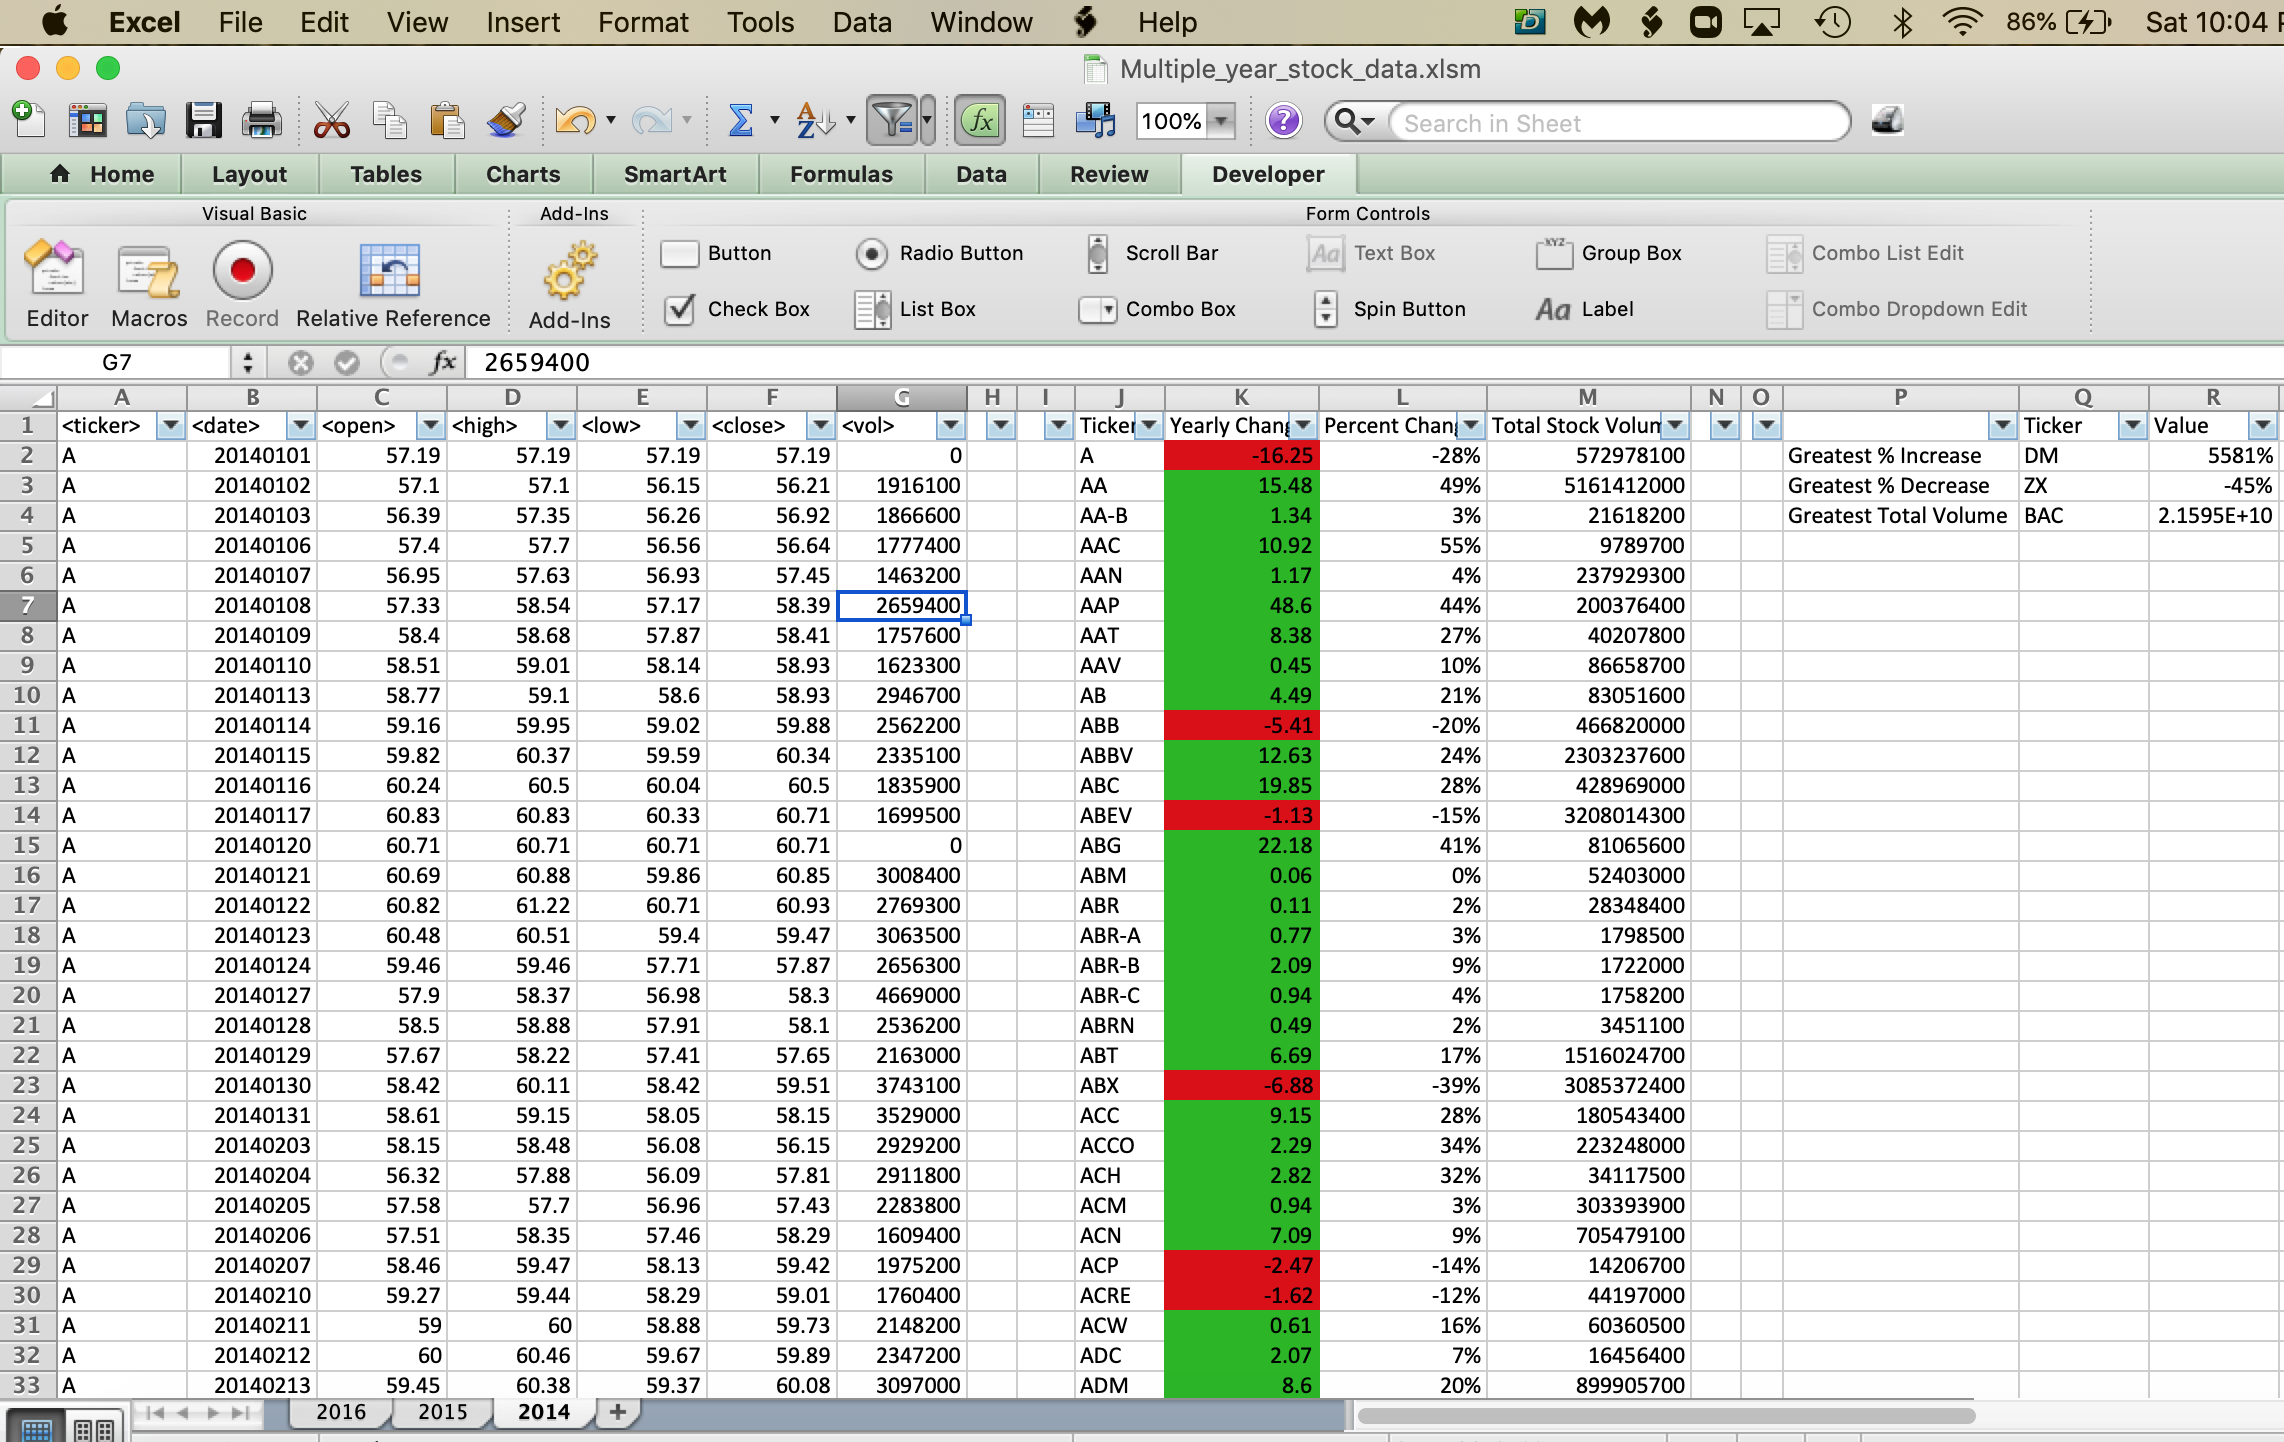 Excel File Edit View Insert Format Tools Data Window Help 86% Sat 10:04
Multiple_year_stock_data.xlsm
100% Search in Sheet
Home Layout Tables Charts SmartArt Formulas Data Review Developer
Visual Basic Add-Ins Form Controls
Button Radio Button Scroll Bar Text Box Group Box Combo List Edit
Check Box List Box Combo Box Spin Button Label Combo Dropdown Edit
Editor Macros Record Relative Reference Add-Ins
G7 fx 2659400
A B C D E F G H I J K L M N O P Q R
1 <ticker> <date> <open> <high> <low> <close> <vol> Ticker Yearly Chang Percent Chang Total Stock Volum Ticker Value
2 A 20140101 57.19 57.19 57.19 57.19 0 A -16.25 -28% 572978100 Greatest % Increase DM 5581%
3 A 20140102 57.1 57.1 56.15 56.21 1916100 AA 15.48 49% 5161412000 Greatest % Decrease ZX -45%
4 A 20140103 56.39 57.35 56.26 56.92 1866600 AA-B 1.34 3% 21618200 Greatest Total Volume BAC 2.1595E+10
5 A 20140106 57.4 57.7 56.56 56.64 1777400 AAC 10.92 55% 9789700
6 A 20140107 56.95 57.63 56.93 57.45 1463200 AAN 1.17 4% 237929300
7 A 20140108 57.33 58.54 57.17 58.39 2659400 AAP 48.6 44% 200376400
8 A 20140109 58.4 58.68 57.87 58.41 1757600 AAT 8.38 27% 40207800
9 A 20140110 58.51 59.01 58.14 58.93 1623300 AAV 0.45 10% 86658700
10 A 20140113 58.77 59.1 58.6 58.93 2946700 AB 4.49 21% 83051600
11 A 20140114 59.16 59.95 59.02 59.88 2562200 ABB -5.41 -20% 466820000
12 A 20140115 59.82 60.37 59.59 60.34 2335100 ABBV 12.63 24% 2303237600
13 A 20140116 60.24 60.5 60.04 60.5 1835900 ABC 19.85 28% 428969000
14 A 20140117 60.83 60.83 60.33 60.71 1699500 ABEV -1.13 -15% 3208014300
15 A 20140120 60.71 60.71 60.71 60.71 0 ABG 22.18 41% 81065600
16 A 20140121 60.69 60.88 59.86 60.85 3008400 ABM 0.06 0% 52403000
17 A 20140122 60.82 61.22 60.71 60.93 2769300 ABR 0.11 2% 28348400
18 A 20140123 60.48 60.51 59.4 59.47 3063500 ABR-A 0.77 3% 1798500
19 A 20140124 59.46 59.46 57.71 57.87 2656300 ABR-B 2.09 9% 1722000
20 A 20140127 57.9 58.37 56.98 58.3 4669000 ABR-C 0.94 4% 1758200
21 A 20140128 58.5 58.88 57.91 58.1 2536200 ABRN 0.49 2% 3451100
22 A 20140129 57.67 58.22 57.41 57.65 2163000 ABT 6.69 17% 1516024700
23 A 20140130 58.42 60.11 58.42 59.51 3743100 ABX -6.88 -39% 3085372400
24 A 20140131 58.61 59.15 58.05 58.15 3529000 ACC 9.15 28% 180543400
25 A 20140203 58.15 58.48 56.08 56.15 2929200 ACCO 2.29 34% 223248000
26 A 20140204 56.32 57.88 56.09 57.81 2911800 ACH 2.82 32% 34117500
27 A 20140205 57.58 57.7 56.96 57.43 2283800 ACM 0.94 3% 303393900
28 A 20140206 57.51 58.35 57.46 58.29 1609400 ACN 7.09 9% 705479100
29 A 20140207 58.46 59.47 58.13 59.42 1975200 ACP -2.47 -14% 14206700
30 A 20140210 59.27 59.44 58.29 59.01 1760400 ACRE -1.62 -12% 44197000
31 A 20140211 59 60 58.88 59.73 2148200 ACW 0.61 16% 60360500
32 A 20140212 60 60.46 59.67 59.89 2347200 ADC 2.07 7% 16456400
33 A 20140213 59.45 60.38 59.37 60.08 3097000 ADM 8.6 20% 899905700
2016 2015 2014